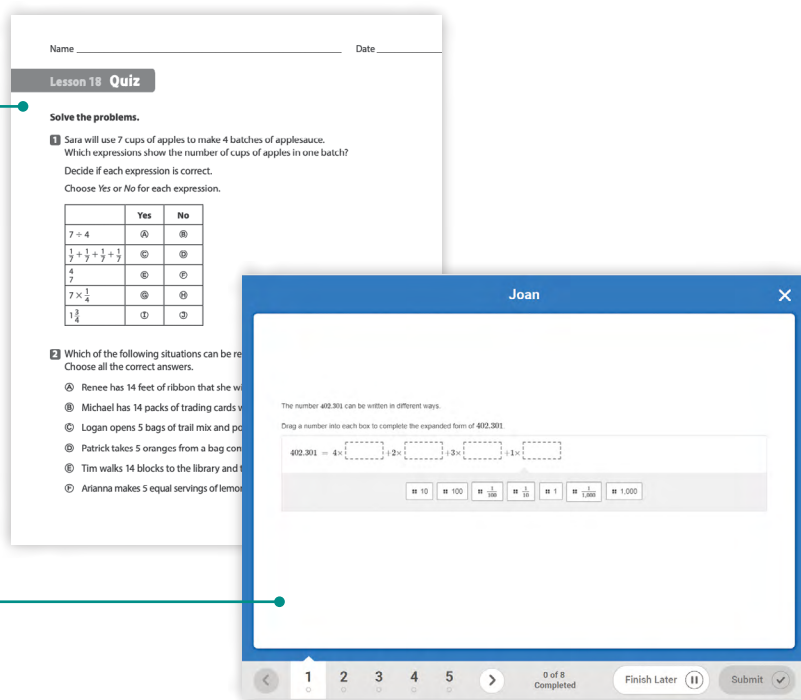 Name Date
Lesson 18 Quiz
Solve the problems.
1 Sara will use 7 cups of apples to make 4 batches of applesauce.
Which expressions show the number of cups of apples in one batch?
Decide if each expression is correct.
Choose Yes or No for each expression.
Yes No
7 ÷ 4 Ⓐ Ⓑ
1/7 + 1/7 + 1/7 + 1/7 Ⓒ Ⓓ
4/7 Ⓔ Ⓕ
7 × 1/4 Ⓖ Ⓗ
1 3/4 Ⓘ Ⓙ
2 Which of the following situations can be re
Choose all the correct answers.
Ⓐ Renee has 14 feet of ribbon that she wi
Ⓑ Michael has 14 packs of trading cards
Ⓒ Logan opens 5 bags of trail mix and po
Ⓓ Patrick takes 5 oranges from a bag con
Ⓔ Tim walks 14 blocks to the library and
Ⓕ Arianna makes 5 equal servings of lemo
Joan
The number 402.301 can be written in different ways.
Drag a number into each box to complete the expanded form of 402.301.
402.301 = 4× +2× +3× +1×
10 100 1/100 1/10 1 1/1,000 1,000
1 2 3 4 5
0 of 8
Completed
Finish Later
Submit